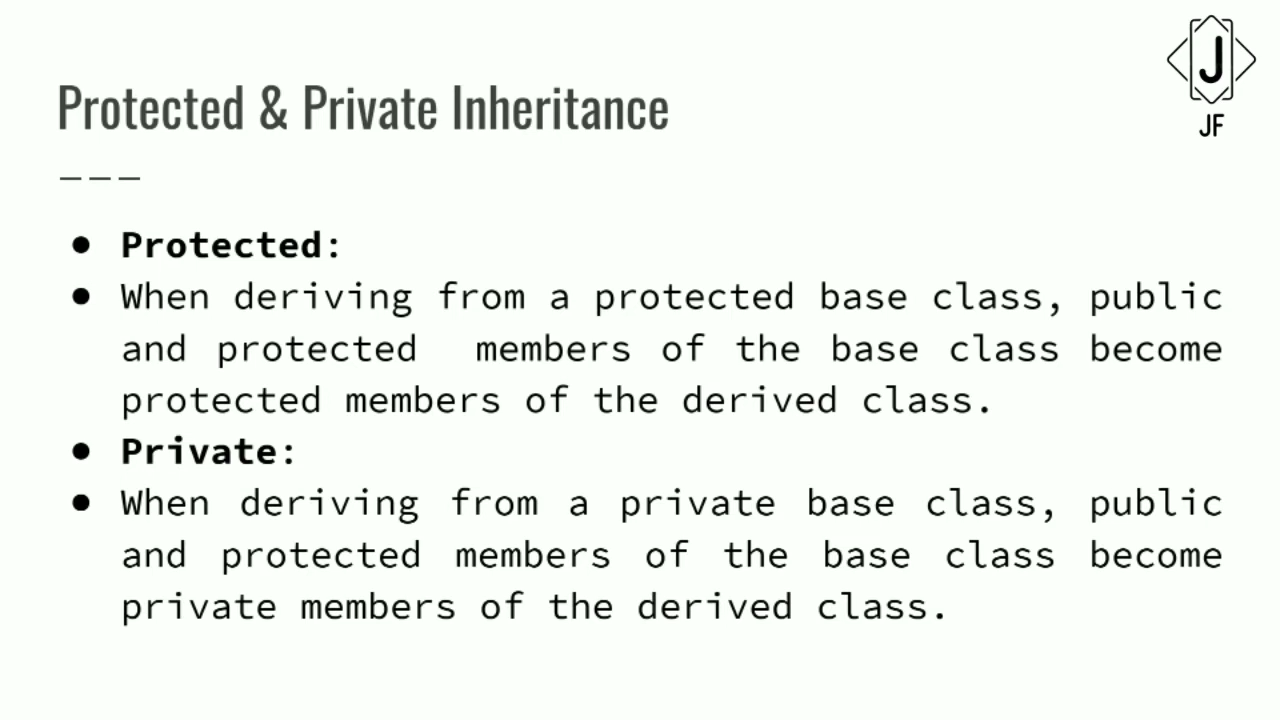 J
JF
Protected & Private Inheritance
● Protected:
● When deriving from a protected base class, public
and protected members of the base class become
protected members of the derived class.
● Private:
● When deriving from a private base class, public
and protected members of the base class become
private members of the derived class.